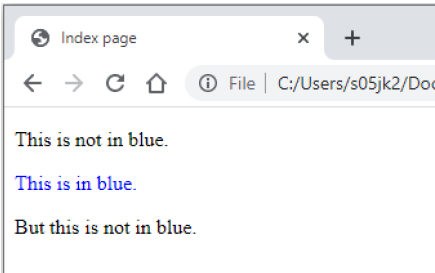 Index page
File C:/Users/s05jk2/Doc
This is not in blue.
This is in blue.
But this is not in blue.